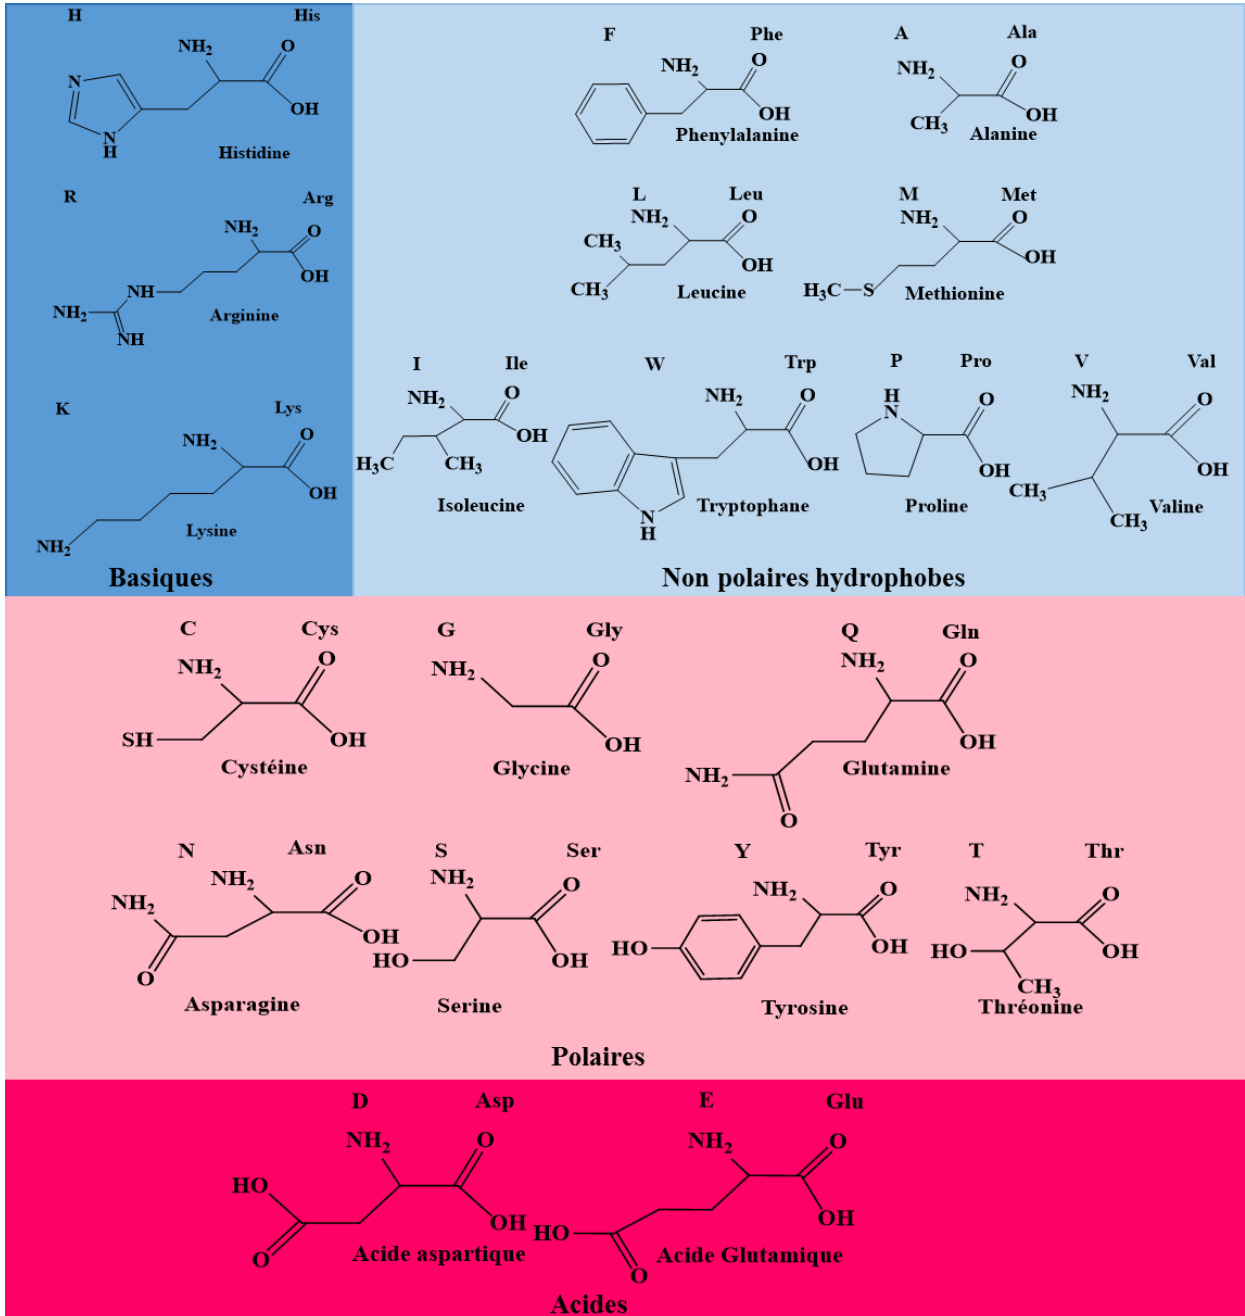 H His
NH₂ O
N
OH
N
H
Histidine
R Arg
NH₂ O
OH
NH
NH₂
NH
Arginine
K Lys
NH₂ O
OH
NH₂
Lysine
Basiques
F Phe
NH₂ O
OH
Phenylalanine
A Ala
NH₂ O
OH
CH₃
Alanine
L Leu
NH₂ O
CH₃
OH
CH₃
Leucine
M Met
NH₂ O
OH
H₃C S
Methionine
I Ile
NH₂ O
OH
H₃C CH₃
Isoleucine
W Trp
NH₂ O
OH
N
H
Tryptophane
P Pro
H
N O
OH
Proline
V Val
NH₂ O
OH
CH₃
CH₃
Valine
Non polaires hydrophobes
C Cys
NH₂ O
SH OH
Cystéine
G Gly
NH₂ O
OH
Glycine
Q Gln
NH₂ O
OH
NH₂
O
Glutamine
N Asn
NH₂ O
NH₂
OH
O
Asparagine
S Ser
NH₂ O
HO OH
Serine
Y Tyr
NH₂ O
HO OH
Tyrosine
T Thr
NH₂ O
HO OH
CH₃
Thréonine
Polaires
D Asp
NH₂ O
HO
OH
O
Acide aspartique
E Glu
NH₂ O
OH
HO
O
Acide Glutamique
Acides